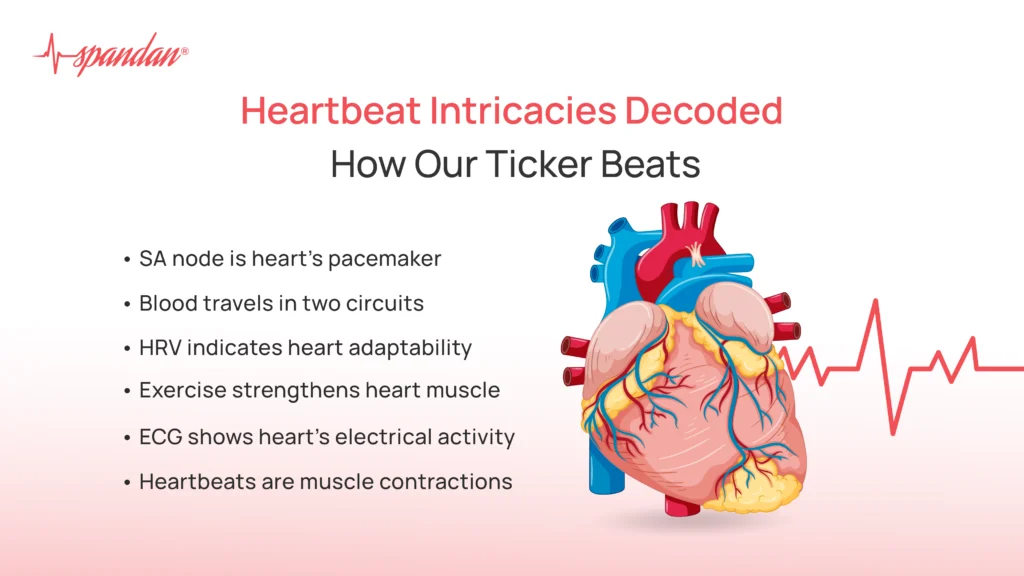 spandan®
Heartbeat Intricacies Decoded
How Our Ticker Beats
• SA node is heart’s pacemaker
• Blood travels in two circuits
• HRV indicates heart adaptability
• Exercise strengthens heart muscle
• ECG shows heart’s electrical activity
• Heartbeats are muscle contractions